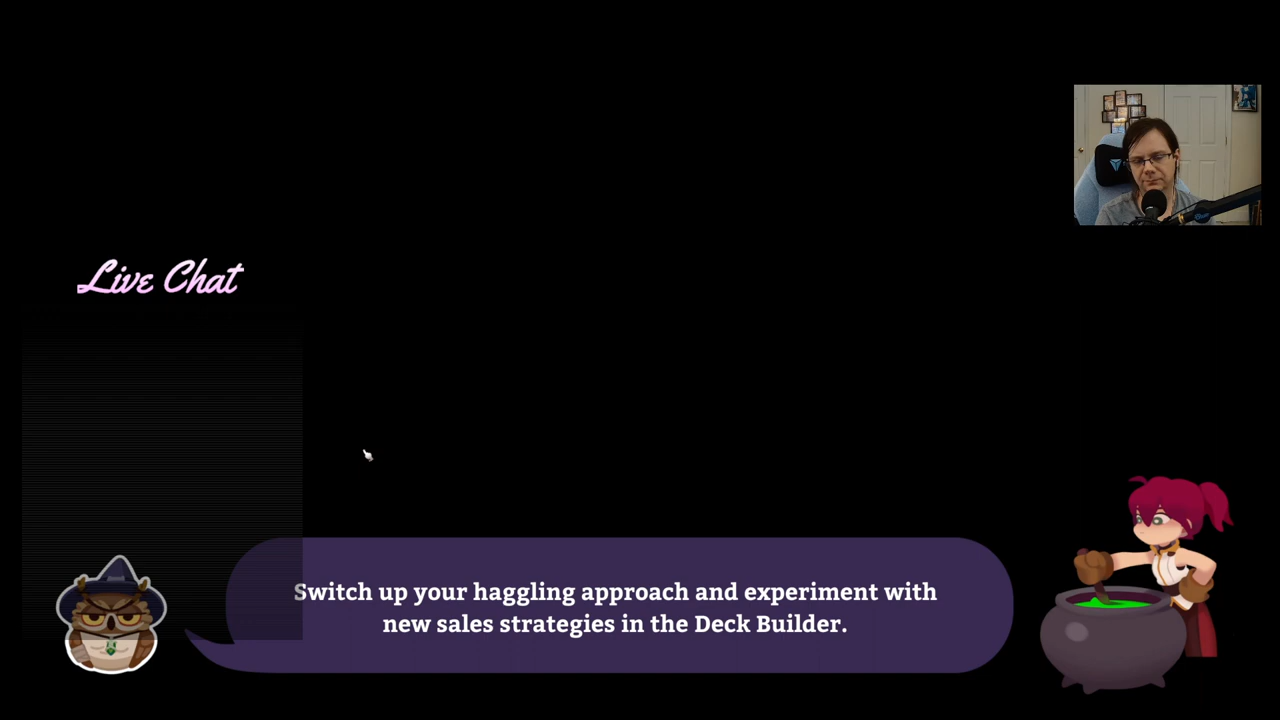 Live Chat
Switch up your haggling approach and experiment with
new sales strategies in the Deck Builder.